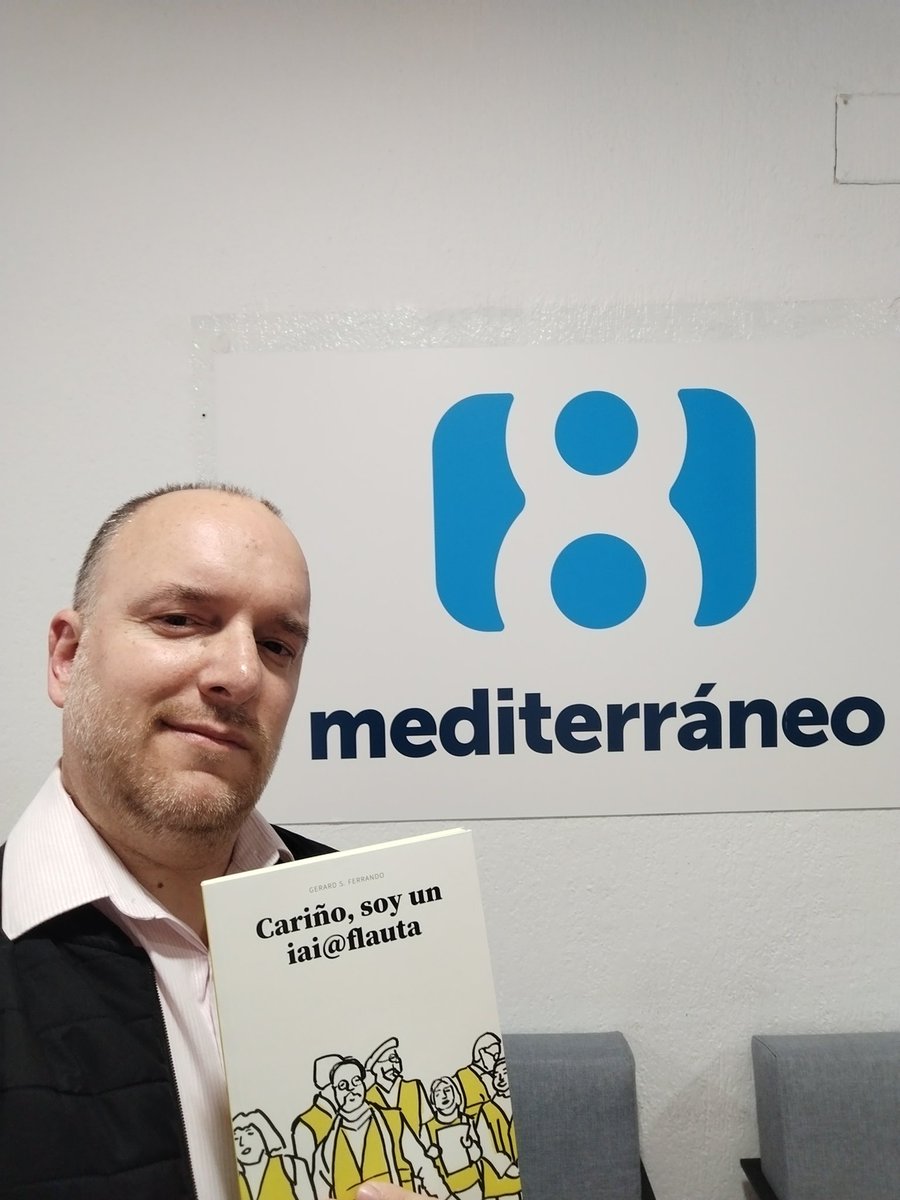 mediterráneo
GERARD S. FERRANDO
Cariño, soy un
iai@flauta